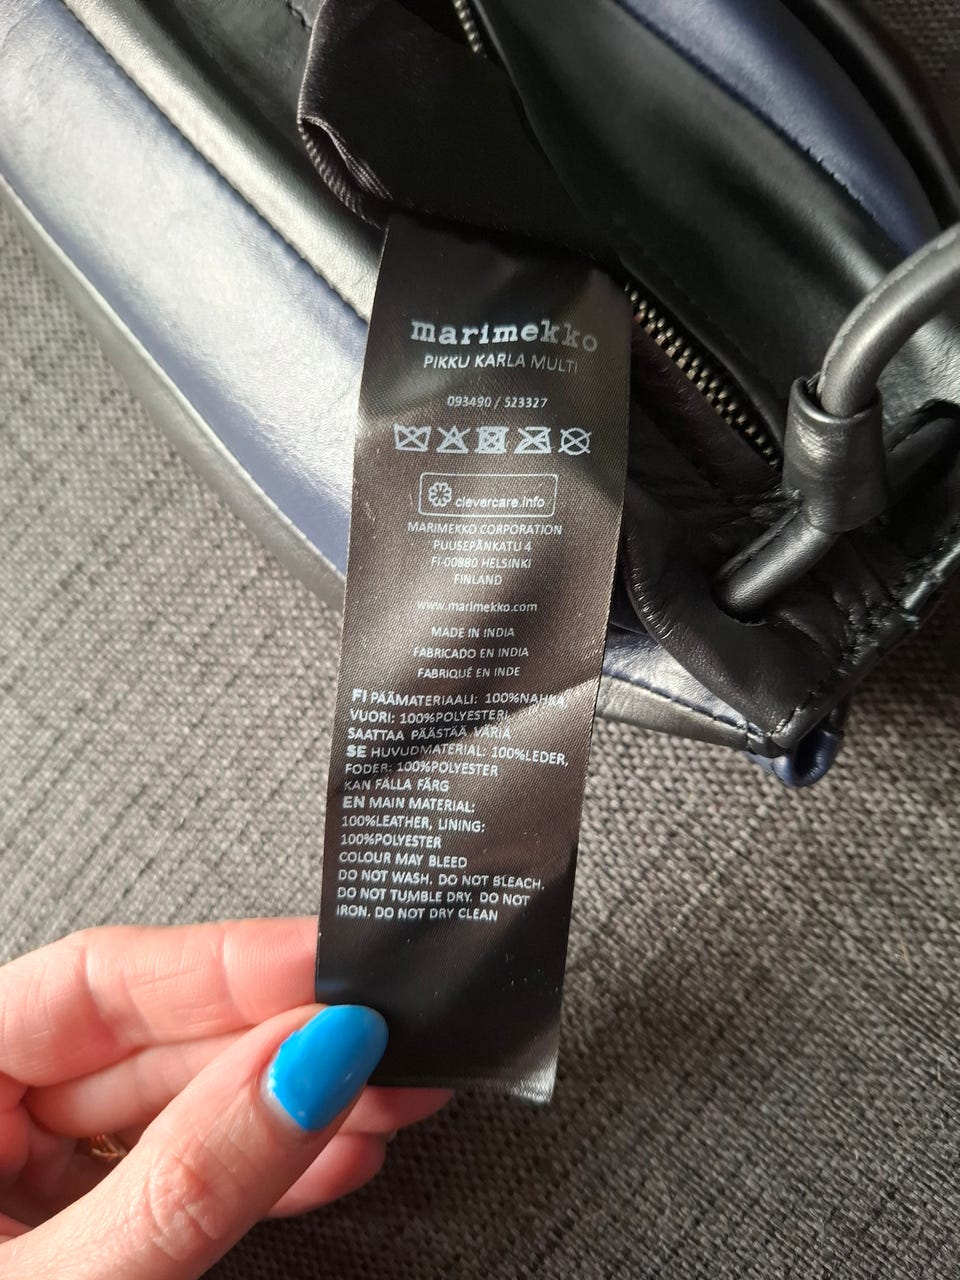 marimekko
PIKKU KARLA MULTI
093490 / 523327
clevercare.info
MARIMEKKO CORPORATION
PUUSEPÄNKATU 4
FI-00880 HELSINKI
FINLAND
www.marimekko.com
MADE IN INDIA
FABRICADO EN INDIA
FABRIQUÉ EN INDE
FI PÄÄMATERIAALI: 100%NAHKA,
VUORI: 100%POLYESTERI
SAATTAA PÄÄSTÄÄ VÄRIÄ
SE HUVUDMATERIAL: 100%LEDER,
FODER: 100%POLYESTER
KAN FÄLLA FÄRG
EN MAIN MATERIAL:
100%LEATHER, LINING:
100%POLYESTER
COLOUR MAY BLEED
DO NOT WASH. DO NOT BLEACH.
DO NOT TUMBLE DRY. DO NOT
IRON. DO NOT DRY CLEAN